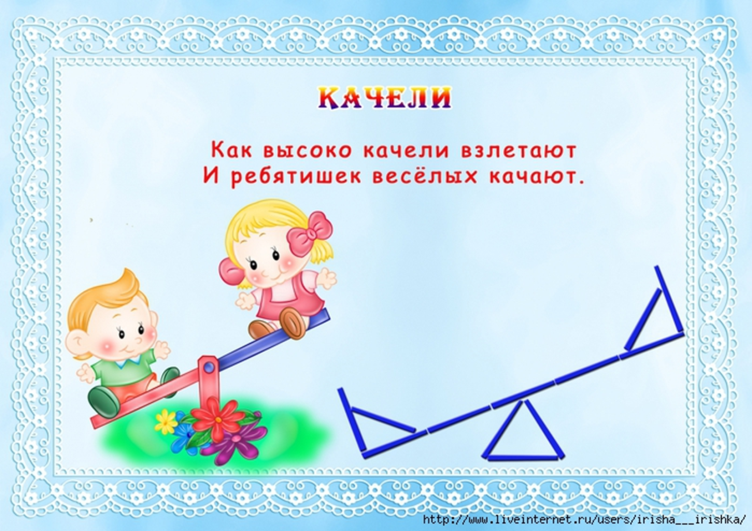 КАЧЕЛИ
Как высоко качели взлетают
И ребятишек весёлых качают.
http://www.liveinternet.ru/users/irisha___irishka/